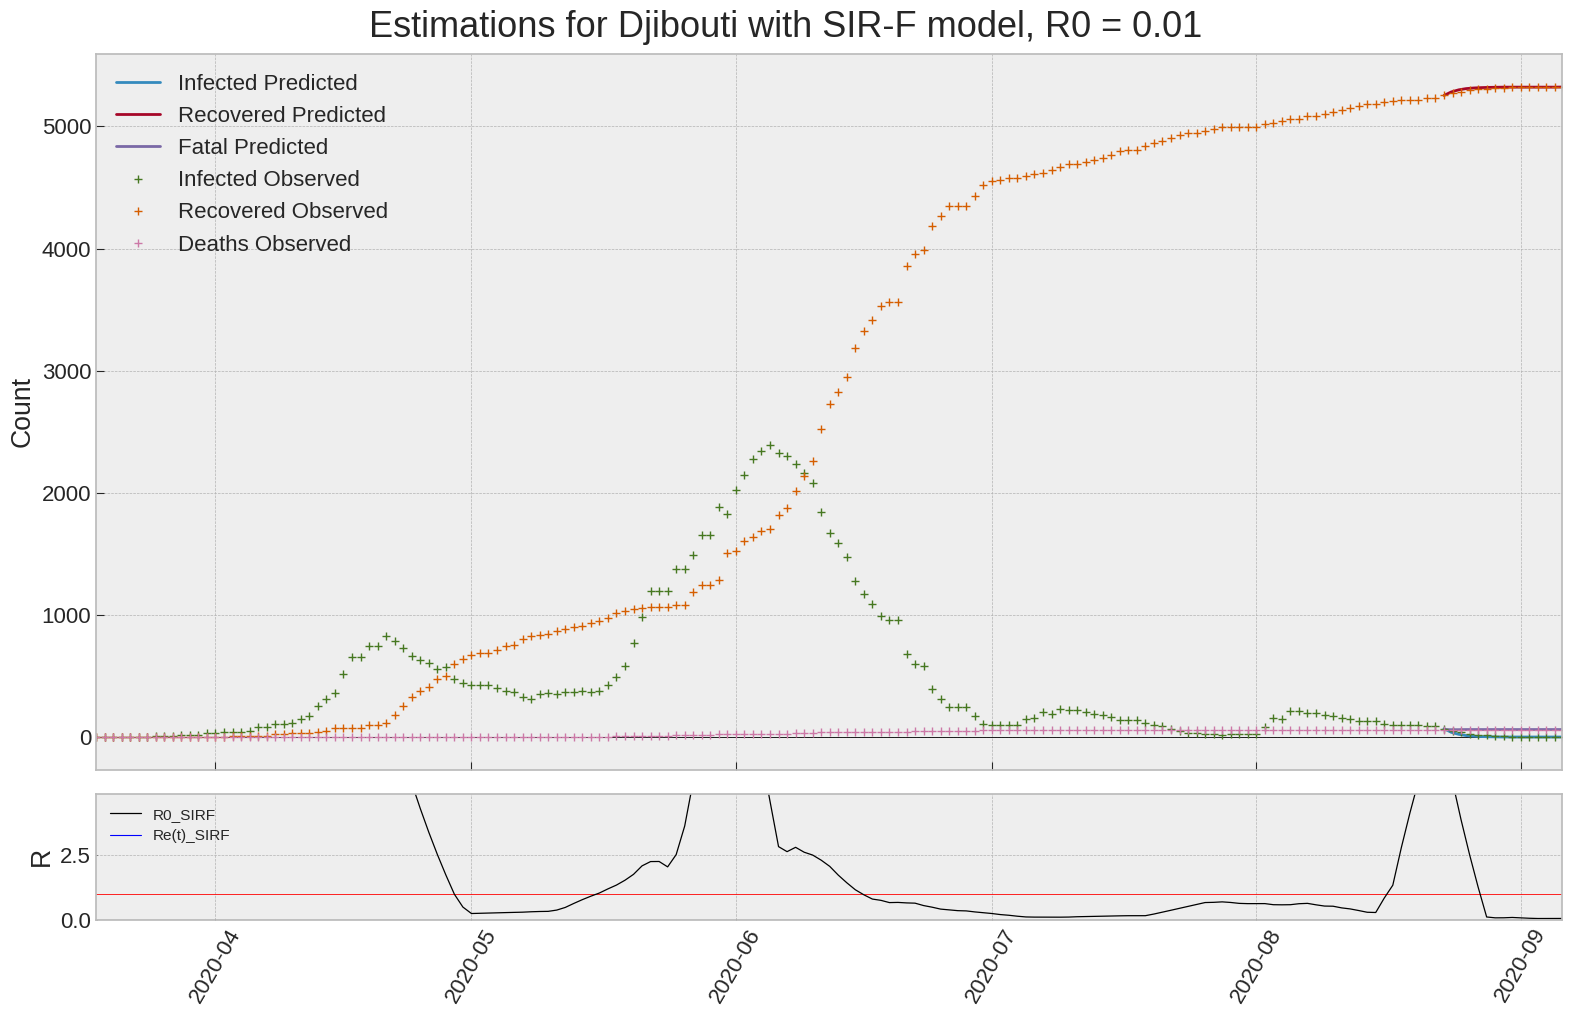 Estimations for Djibouti with SIR-F model, R0 = 0.01
Infected Predicted
Recovered Predicted
Fatal Predicted
Infected Observed
Recovered Observed
Deaths Observed
Count
5000
4000
3000
2000
1000
0
R0_SIRF
Re(t)_SIRF
R
2.5
0.0
2020-04
2020-05
2020-06
2020-07
2020-08
2020-09